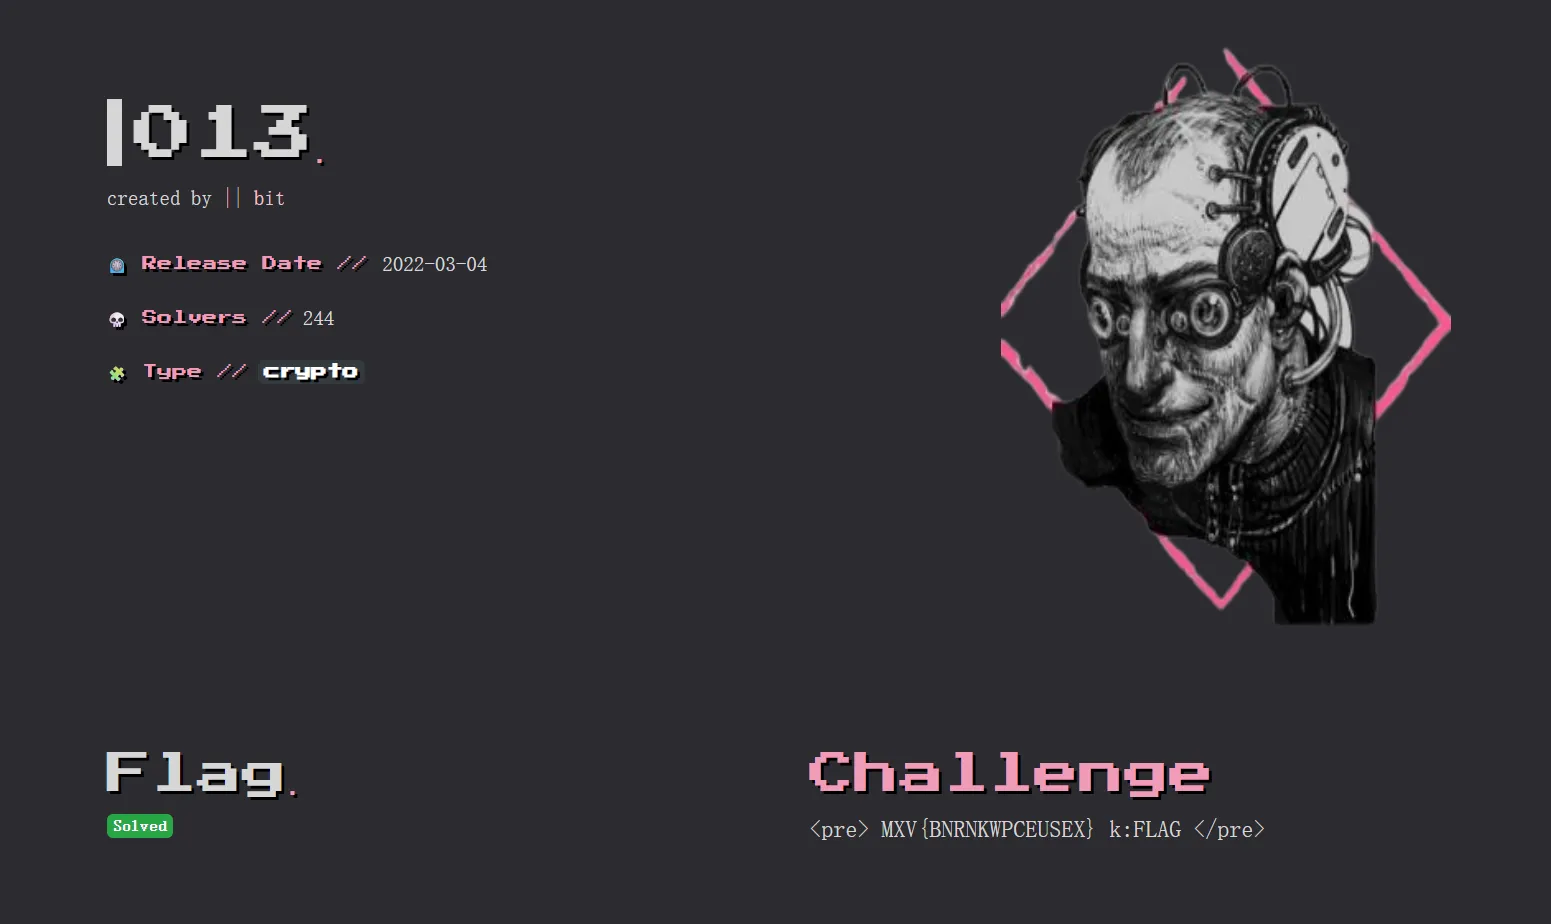 013.
created by || bit
Release Date // 2022-03-04
Solvers // 244
Type // crypto
Flag.
Solved
Challenge
<pre> MXV{BNRNKWPCEUSEX} k:FLAG </pre>